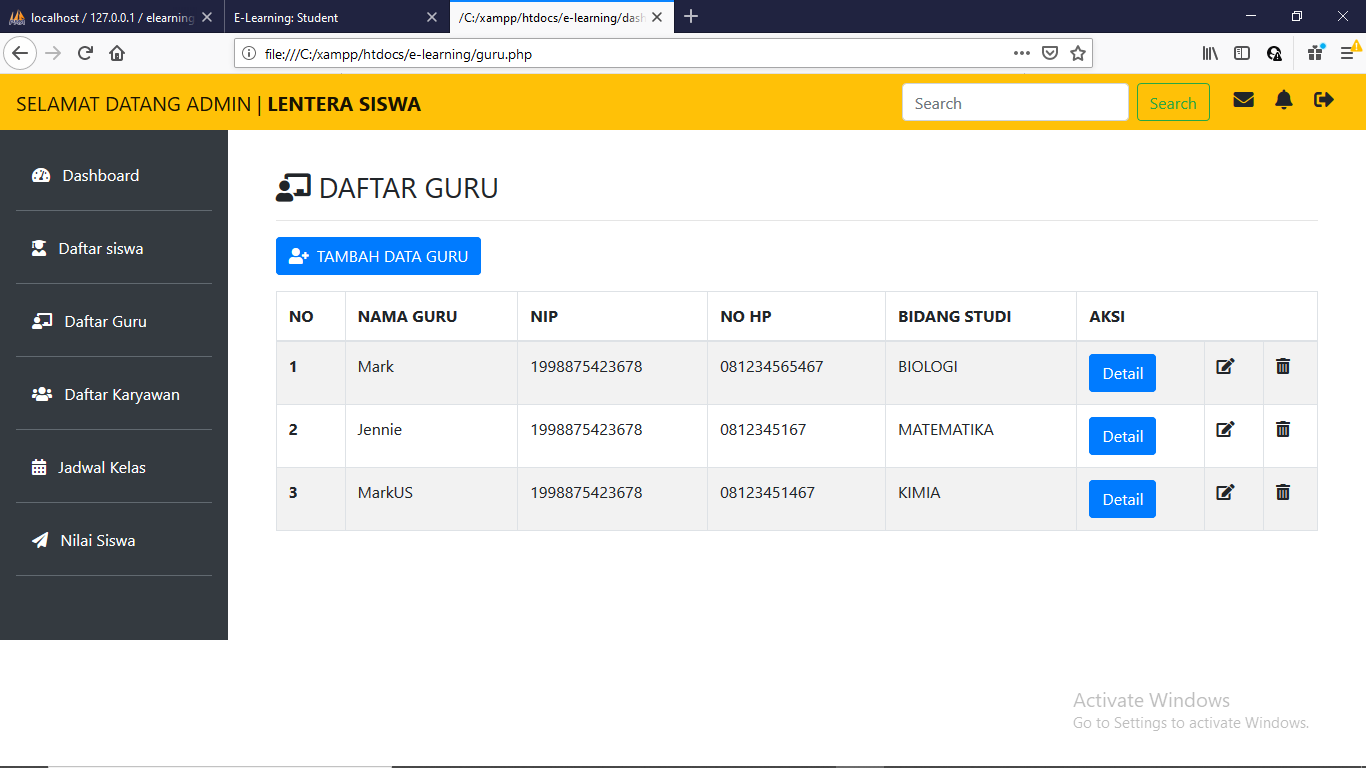 localhost / 127.0.0.1 / elearning
E-Learning: Student
/C:/xampp/htdocs/e-learning/dash
file:///C:/xampp/htdocs/e-learning/guru.php
SELAMAT DATANG ADMIN | LENTERA SISWA
Search
Search
Dashboard
Daftar siswa
Daftar Guru
Daftar Karyawan
Jadwal Kelas
Nilai Siswa
DAFTAR GURU
TAMBAH DATA GURU
NO NAMA GURU NIP NO HP BIDANG STUDI AKSI
1 Mark 1998875423678 081234565467 BIOLOGI Detail
2 Jennie 1998875423678 0812345167 MATEMATIKA Detail
3 MarkUS 1998875423678 08123451467 KIMIA Detail
Activate Windows
Go to Settings to activate Windows.